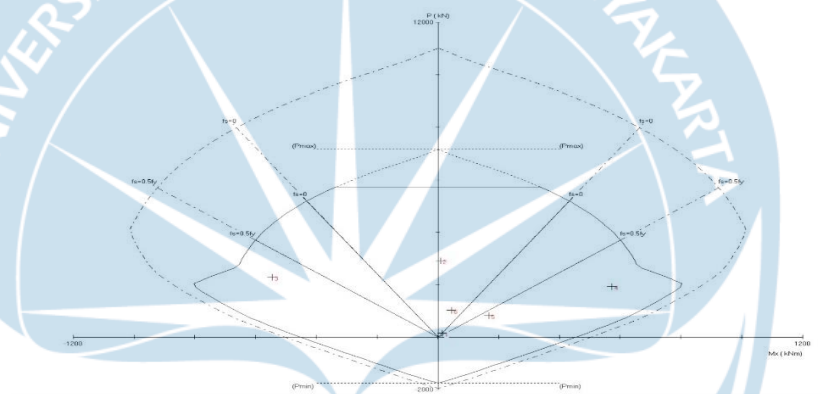 P ( kN)
12000
fs=0
fs=0
(Pmax)
(Pmax)
fs=0.5fy
fs=0.5fy
fs=0
fs=0
fs=0.5fy
fs=0.5fy
-1200
1200
Mx ( kNm)
(Pmin)
(Pmin)
-2000
YAKARTA